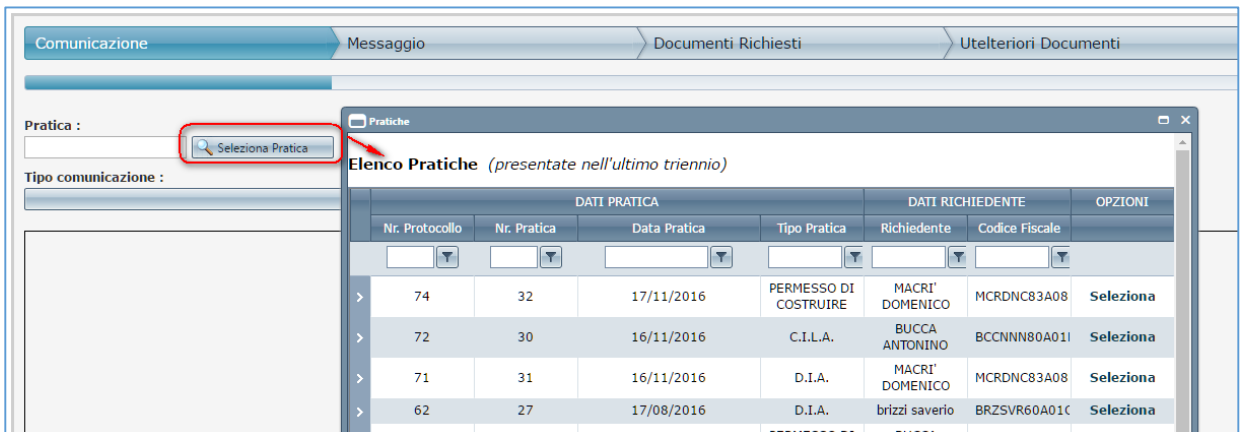 Comunicazione
Messaggio
Documenti Richiesti
Utelteriori Documenti
Pratica :
Seleziona Pratica
Tipo comunicazione :
Pratiche
Elenco Pratiche (presentate nell'ultimo triennio)
DATI PRATICA DATI RICHIEDENTE OPZIONI
Nr. Protocollo Nr. Pratica Data Pratica Tipo Pratica Richiedente Codice Fiscale
74 32 17/11/2016 PERMESSO DI COSTRUIRE MACRI' DOMENICO MCRDNC83A08 Seleziona
72 30 16/11/2016 C.I.L.A. BUCCA ANTONINO BCCNNN80A01 Seleziona
71 31 16/11/2016 D.I.A. MACRI' DOMENICO MCRDNC83A08 Seleziona
62 27 17/08/2016 D.I.A. brizzi saverio BRZSVR60A01 Seleziona